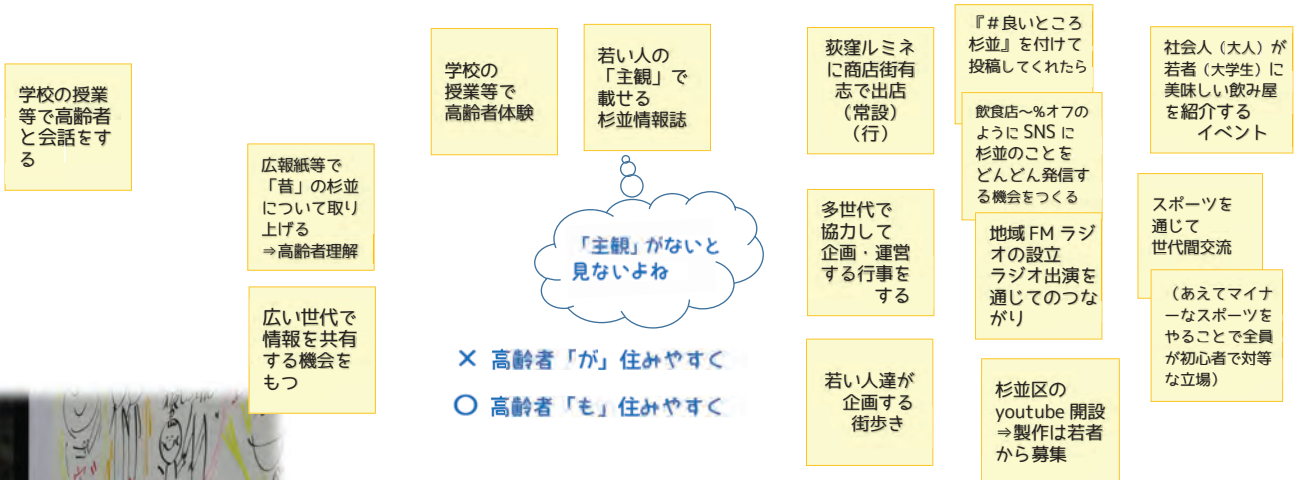 学校の授業
等で高齢者
と会話をす
る
広報紙等で
「昔」の杉並
について取り
上げる
⇒高齢者理解
広い世代で
情報を共有
する機会を
もつ
学校の
授業等で
高齢者体験
若い人の
「主観」で
載せる
杉並情報誌
「主観」がないと
見ないよね
× 高齢者「が」住みやすく
〇 高齢者「も」住みやすく
荻窪ルミネ
に商店街有
志で出店
（常設）
（行）
多世代で
協力して
企画・運営
する行事を
する
若い人達が
企画する
街歩き
『＃良いところ
杉並』を付けて
投稿してくれたら
飲食店～%オフの
ように SNS に
杉並のことを
どんどん発信す
る機会をつくる
地域 FM ラジ
オの設立
ラジオ出演を
通じてのつな
がり
杉並区の
youtube 開設
⇒製作は若者
から募集
社会人（大人）が
若者（大学生）に
美味しい飲み屋
を紹介する
イベント
スポーツを
通じて
世代間交流
（あえてマイナ
ーなスポーツを
やることで全員
が初心者で対等
な立場）